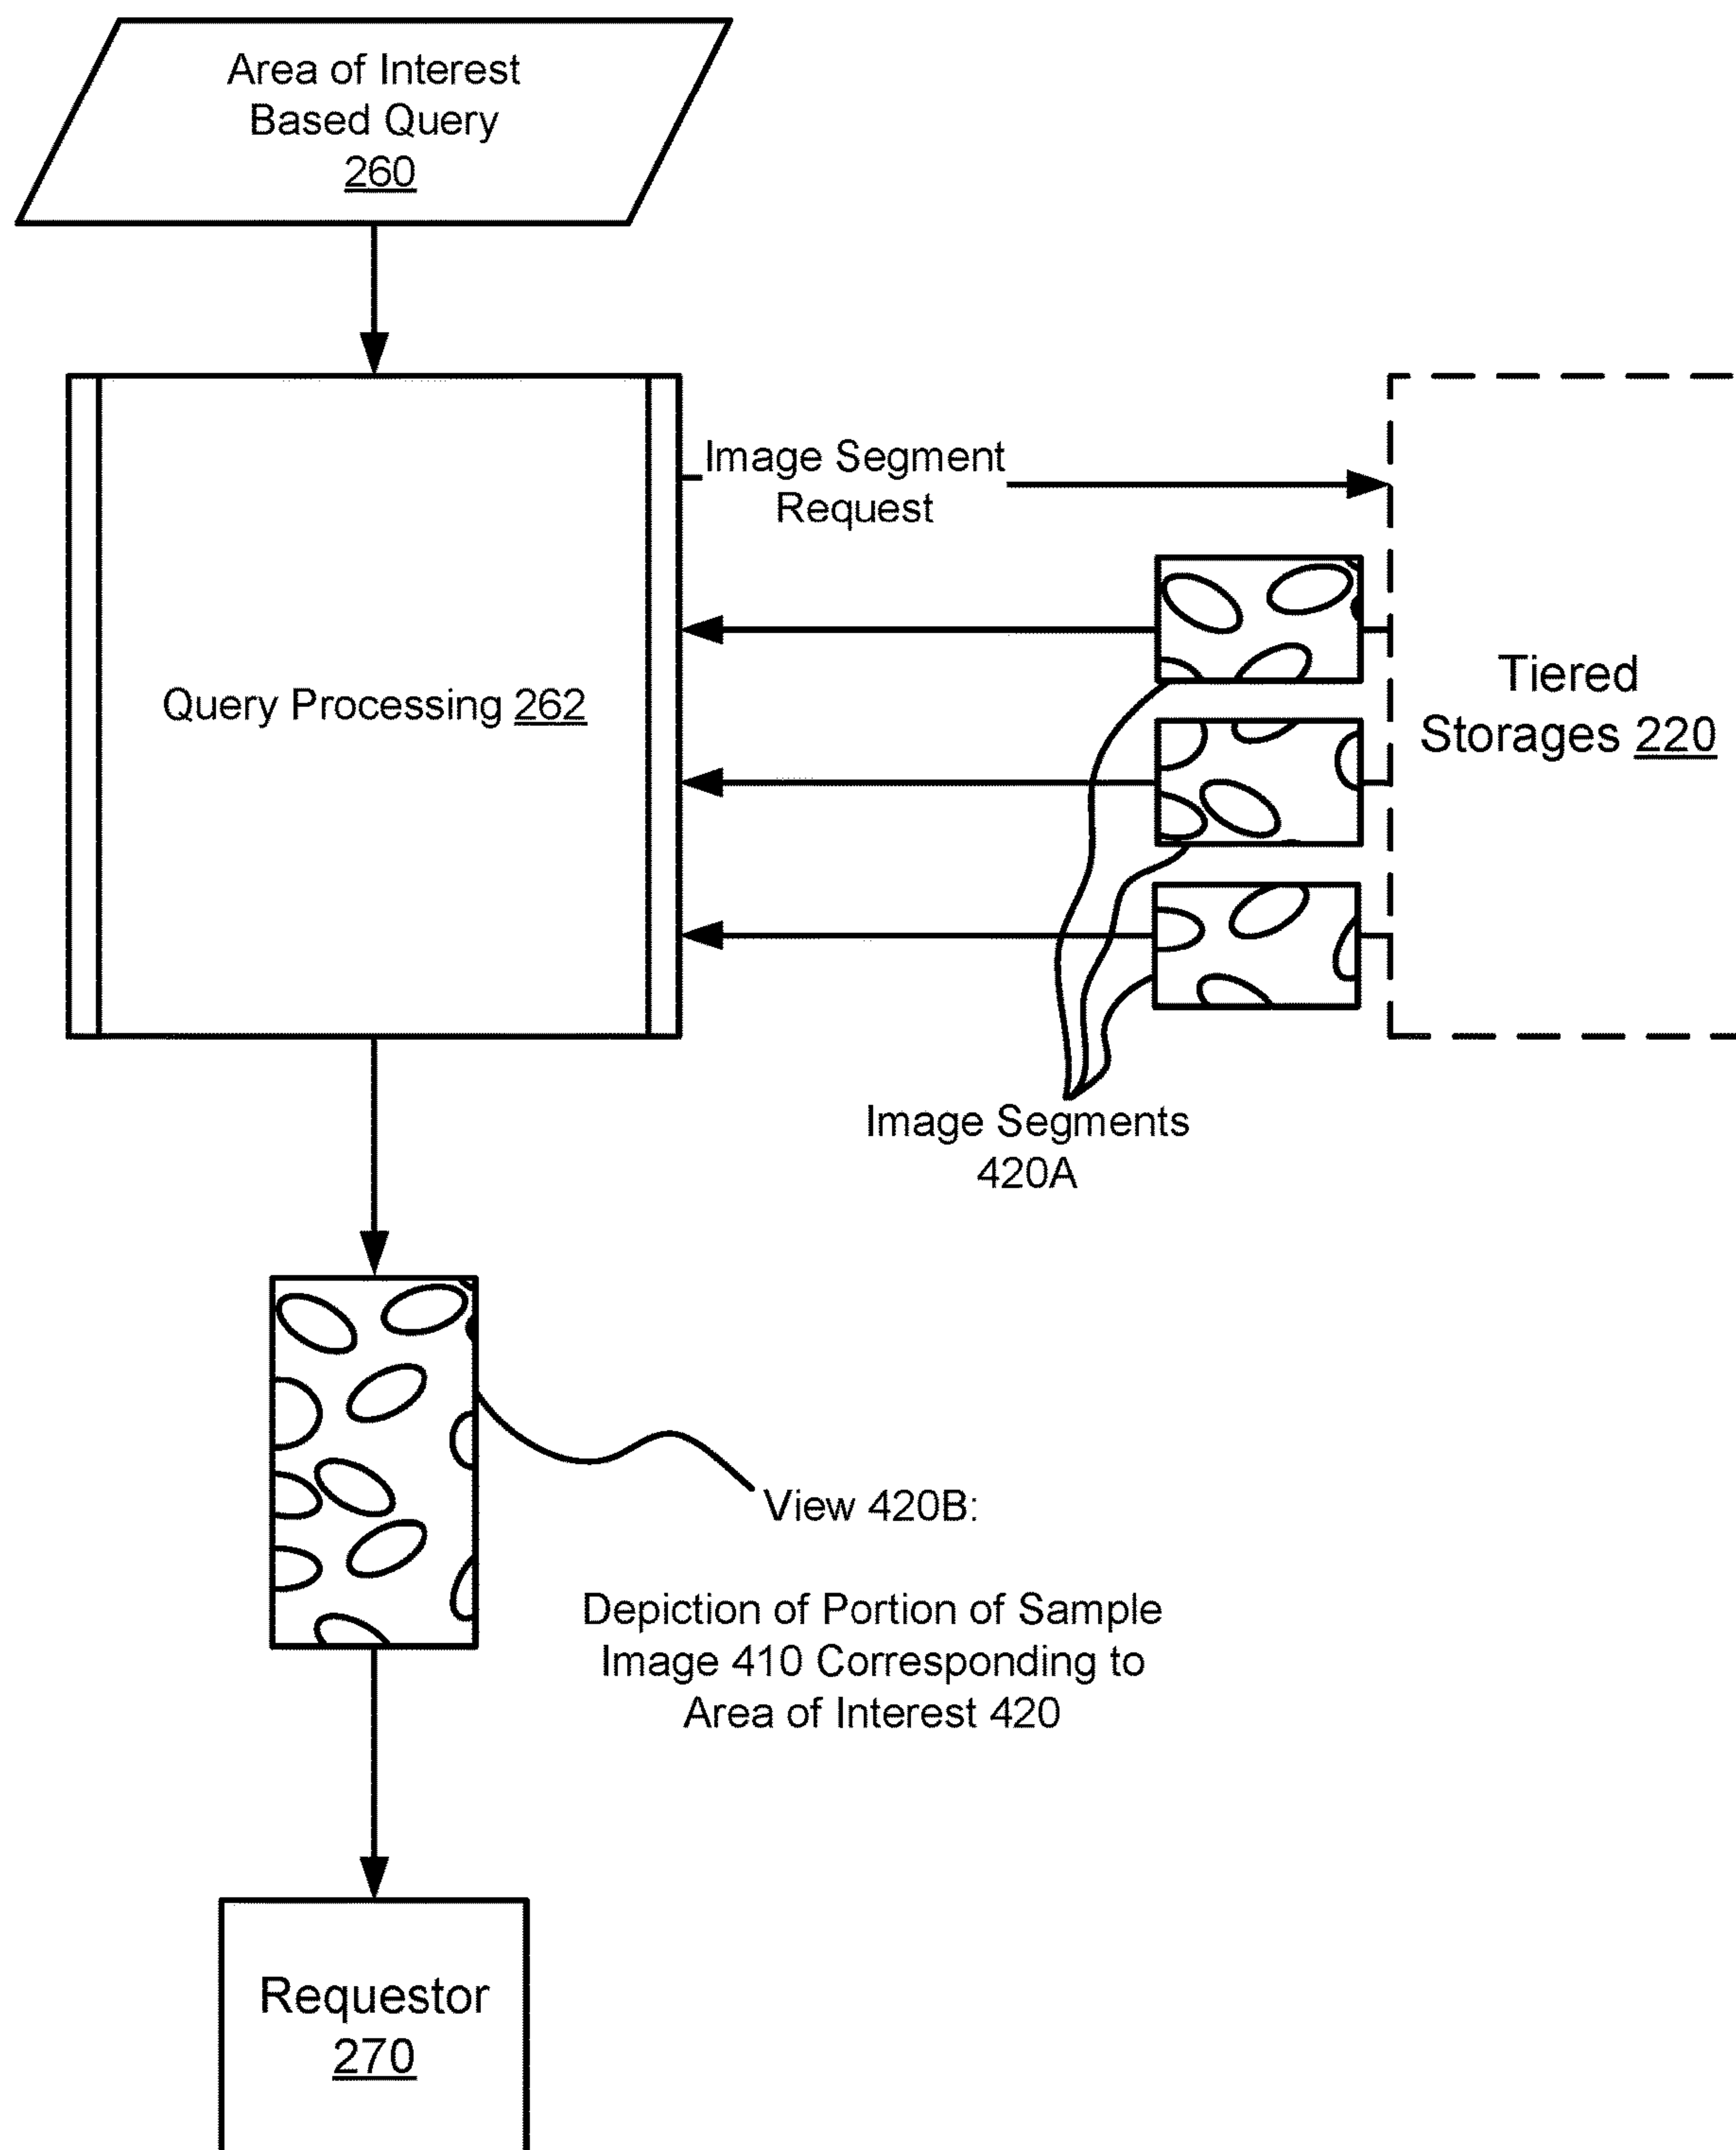 Area of Interest
Based Query
260
Image Segment
Request
Query Processing 262
Tiered
Storages 220
Image Segments
420A
View 420B:
Depiction of Portion of Sample
Image 410 Corresponding to
Area of Interest 420
Requestor
270